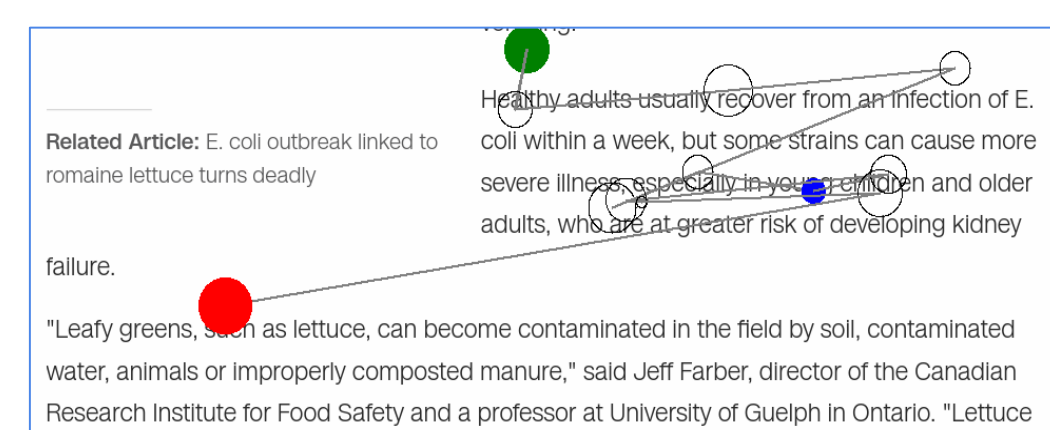 Healthy adults usually recover from an infection of E.
coli within a week, but some strains can cause more
severe illness, especially in young children and older
adults, who are at greater risk of developing kidney
Related Article: E. coli outbreak linked to
romaine lettuce turns deadly
failure.
"Leafy greens, such as lettuce, can become contaminated in the field by soil, contaminated
water, animals or improperly composted manure," said Jeff Farber, director of the Canadian
Research Institute for Food Safety and a professor at University of Guelph in Ontario. "Lettuce